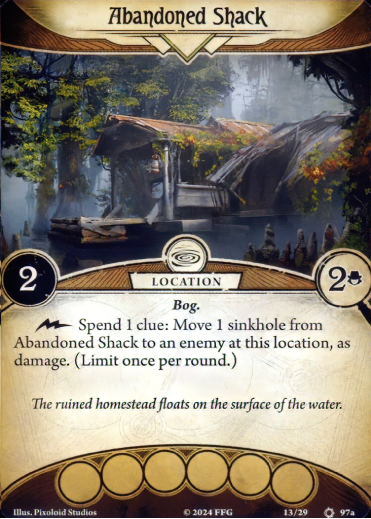 Abandoned Shack
2
LOCATION
2
Bog.
Spend 1 clue: Move 1 sinkhole from
Abandoned Shack to an enemy at this location, as
damage. (Limit once per round.)
The ruined homestead floats on the surface of the water.
Illus. Pixoloid Studios
© 2024 FFG
13/29
97a